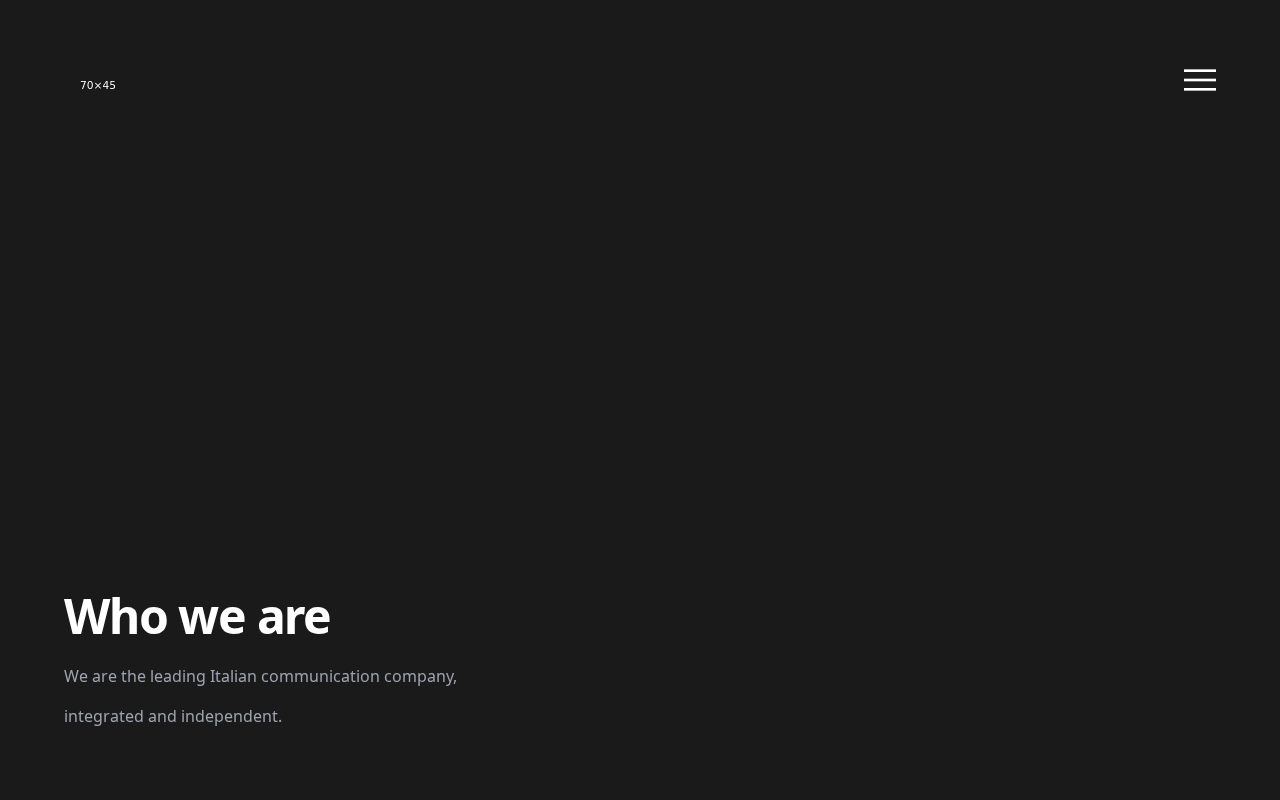 70×45
Who we are
We are the leading Italian communication company,
integrated and independent.